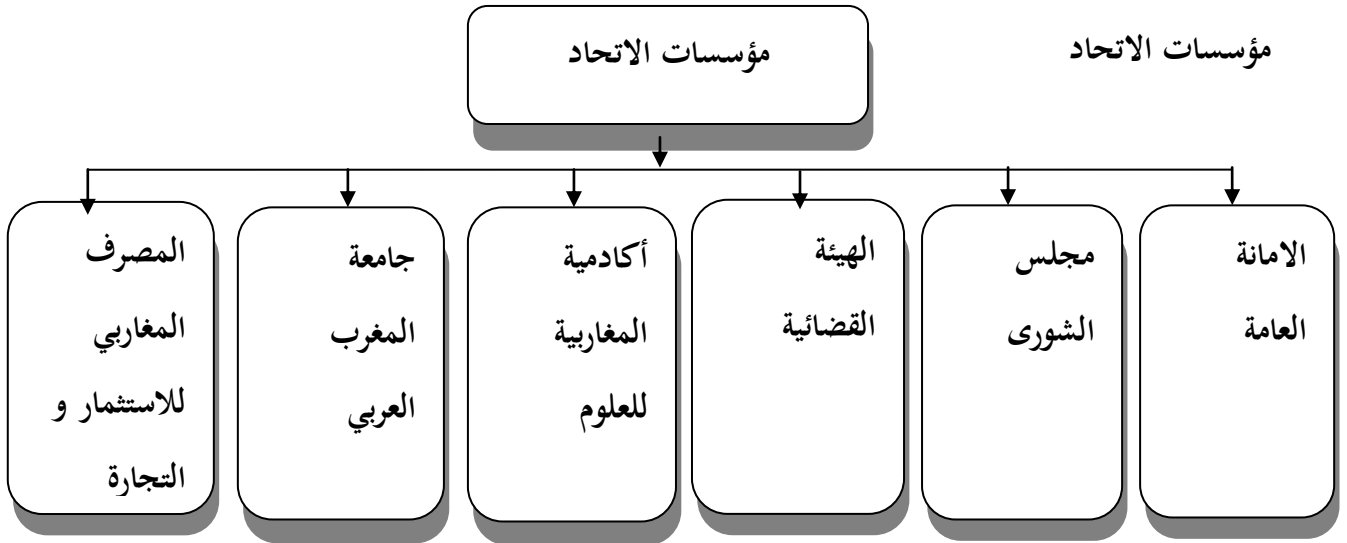 مؤسسات الاتحاد
مؤسسات الاتحاد
الامانة
العامة
مجلس
الشورى
الهيئة
القضائية
أكادمية
المغاربية
للعلوم
جامعة
المغرب
العربي
المصرف
المغاربي
للاستثمار و
التجارة